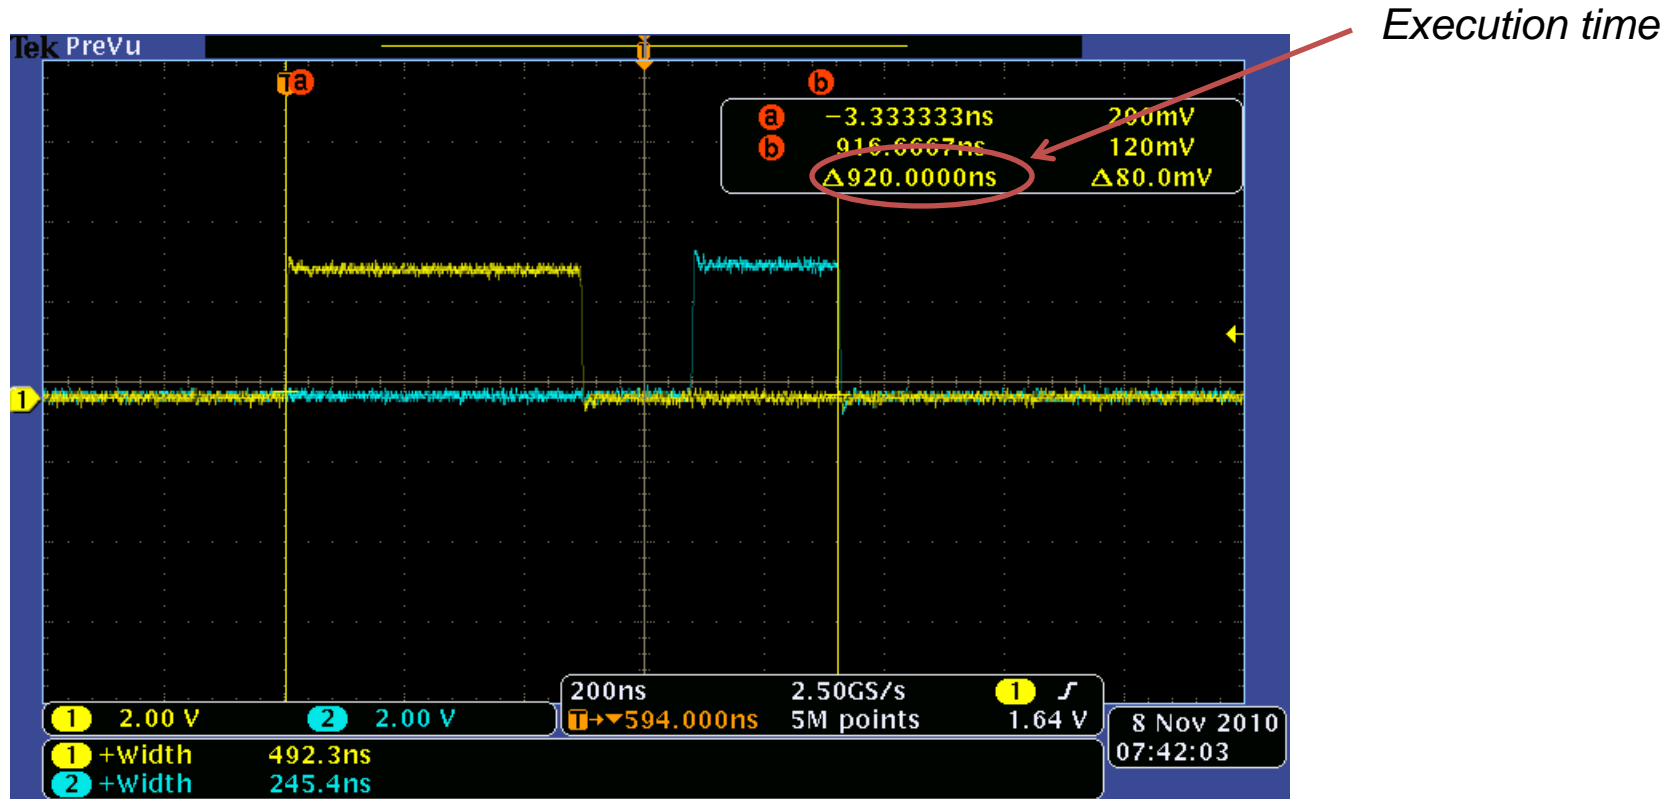 Execution time
Tek PreVu
T
T a b
a −3.333333ns 200mV
b 916.6667ns 120mV
Δ920.0000ns Δ80.0mV
1
200ns 2.50GS/s 1
T→▼594.000ns 5M points 1.64 V
1 2.00 V 2 2.00 V
8 Nov 2010
07:42:03
1 +Width 492.3ns
2 +Width 245.4ns